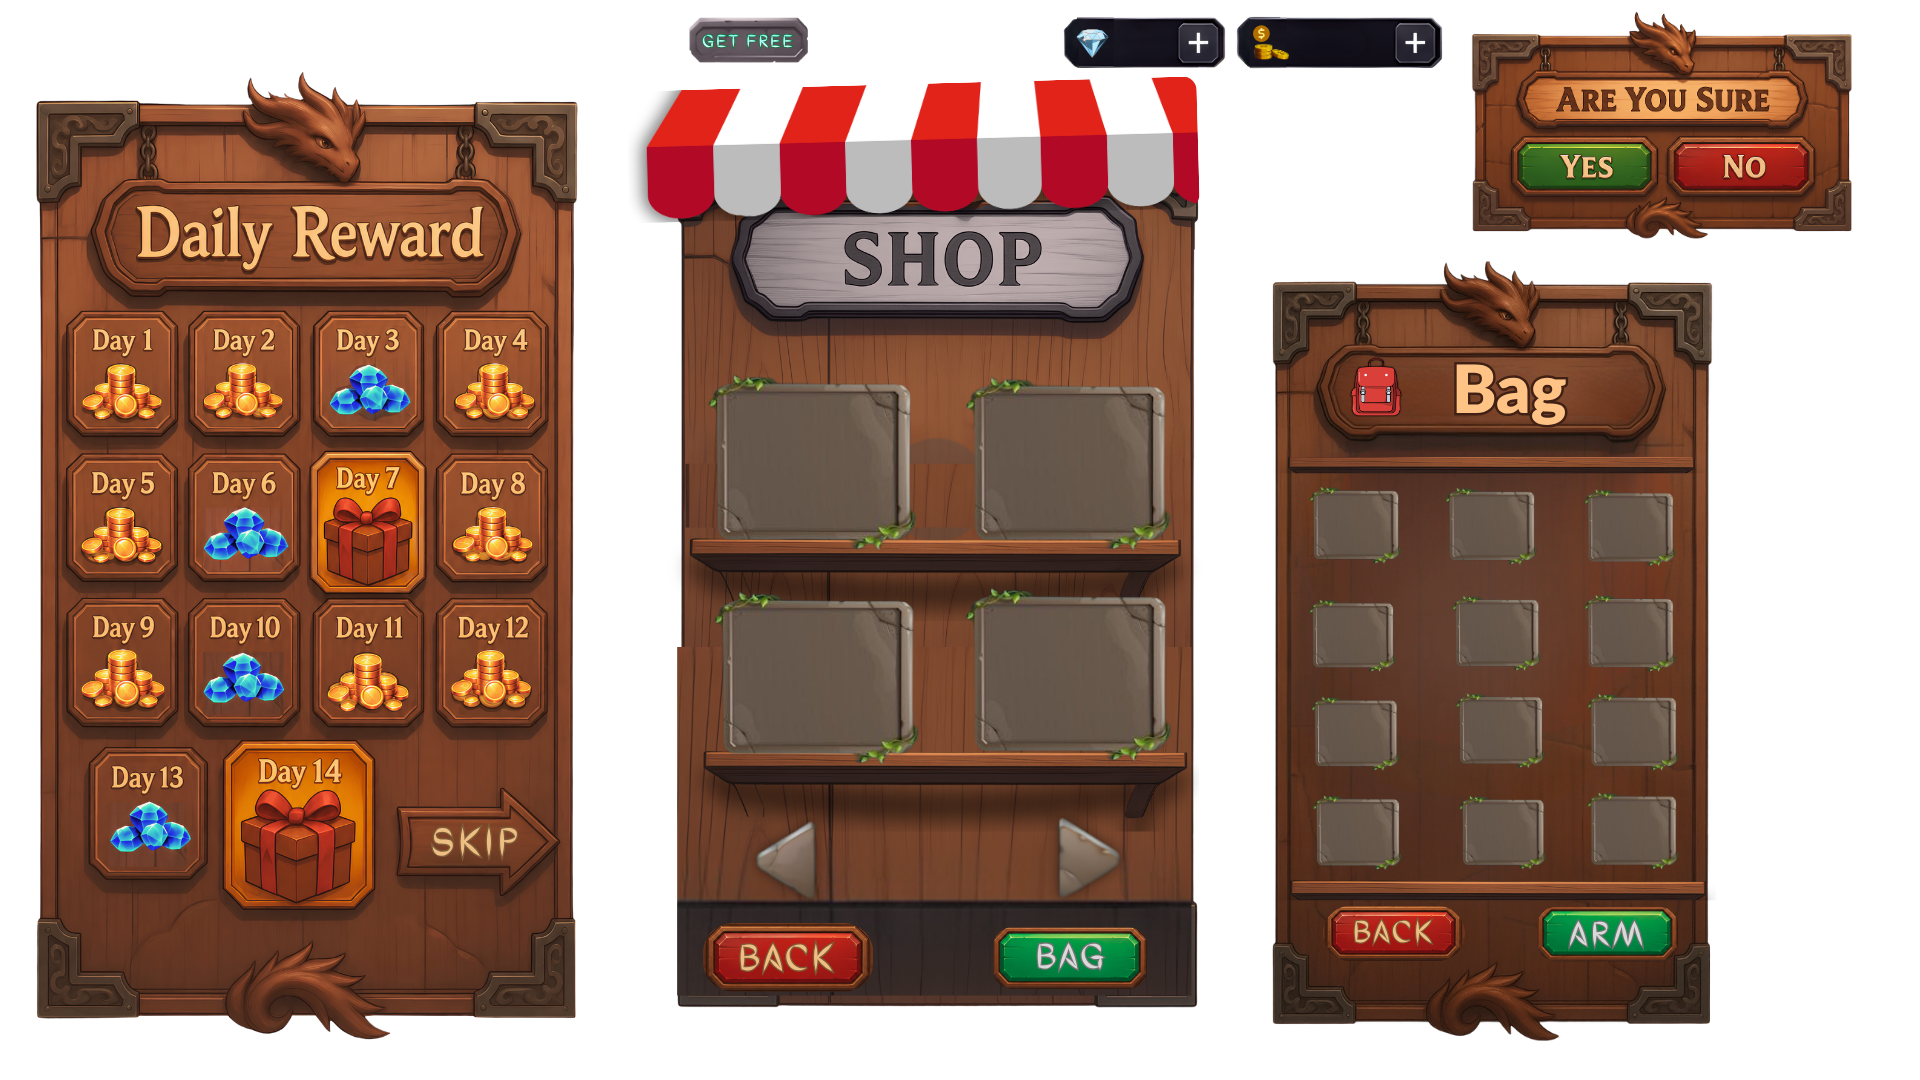 Daily Reward
Day 1
Day 2
Day 3
Day 4
Day 5
Day 6
Day 7
Day 8
Day 9
Day 10
Day 11
Day 12
Day 13
Day 14
SKIP
GET FREE
+
$
+
SHOP
BACK
BAG
ARE YOU SURE
YES
NO
Bag
BACK
ARM